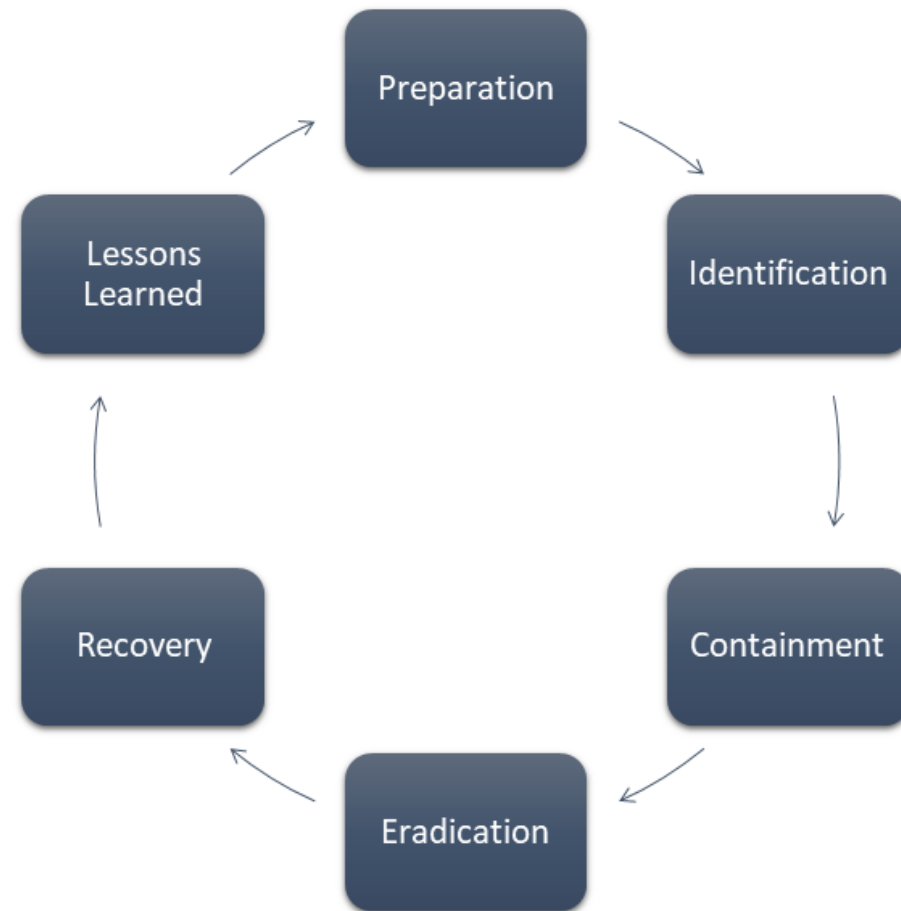 Preparation
Identification
Containment
Eradication
Recovery
Lessons
Learned